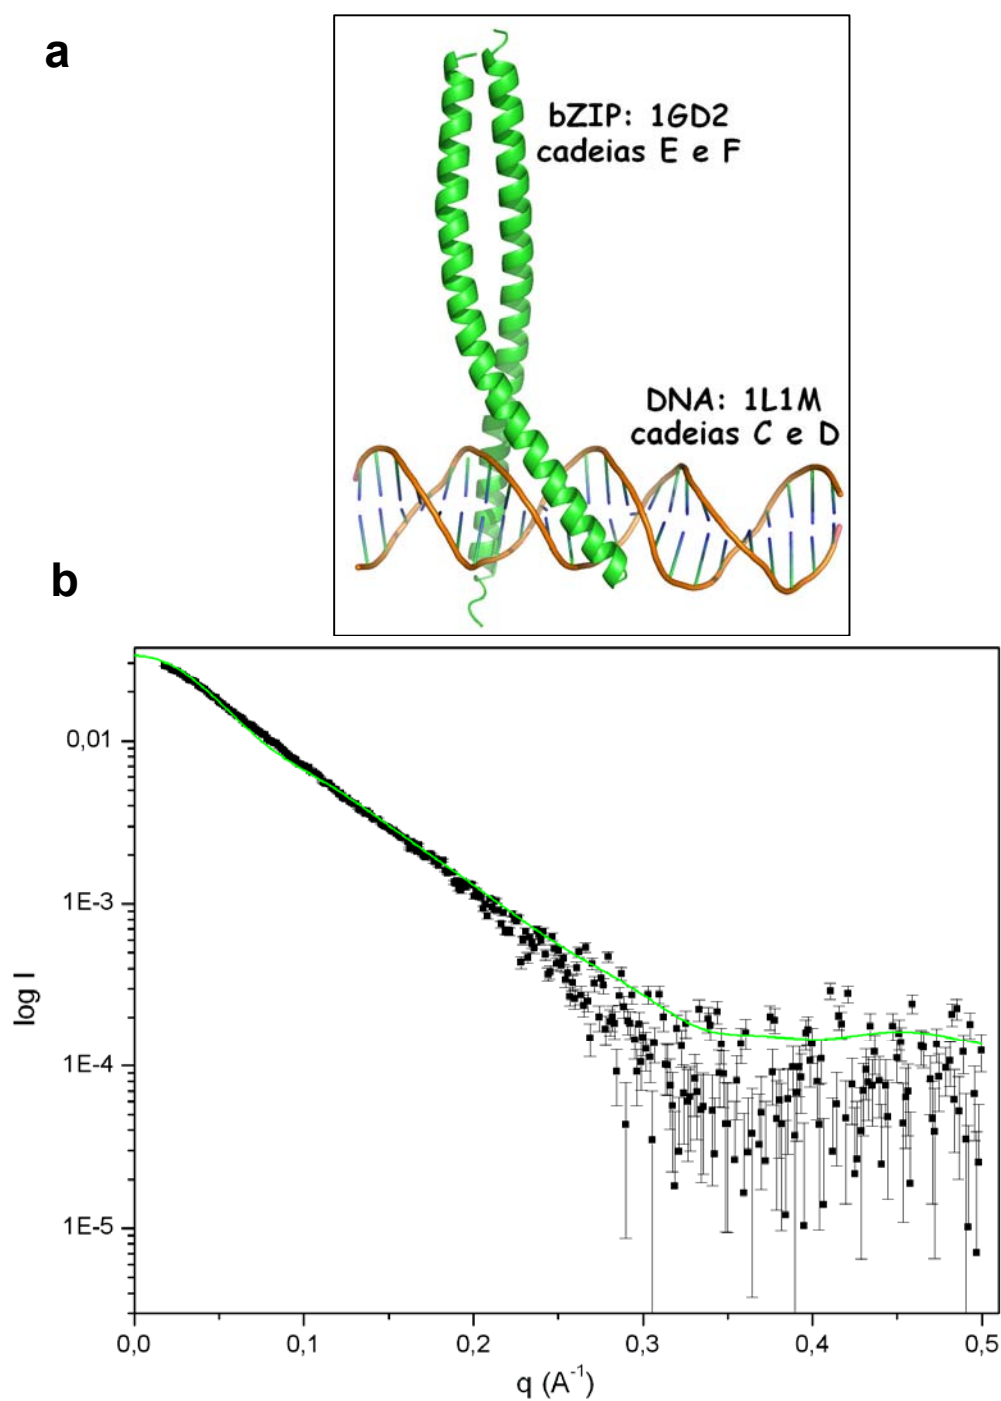 a
bZIP: 1GD2
cadeias E e F
DNA: 1L1M
cadeias C e D
b
0,01
1E-3
1E-4
1E-5
log I
0,0
0,1
0,2
0,3
0,4
0,5
q (A⁻¹)